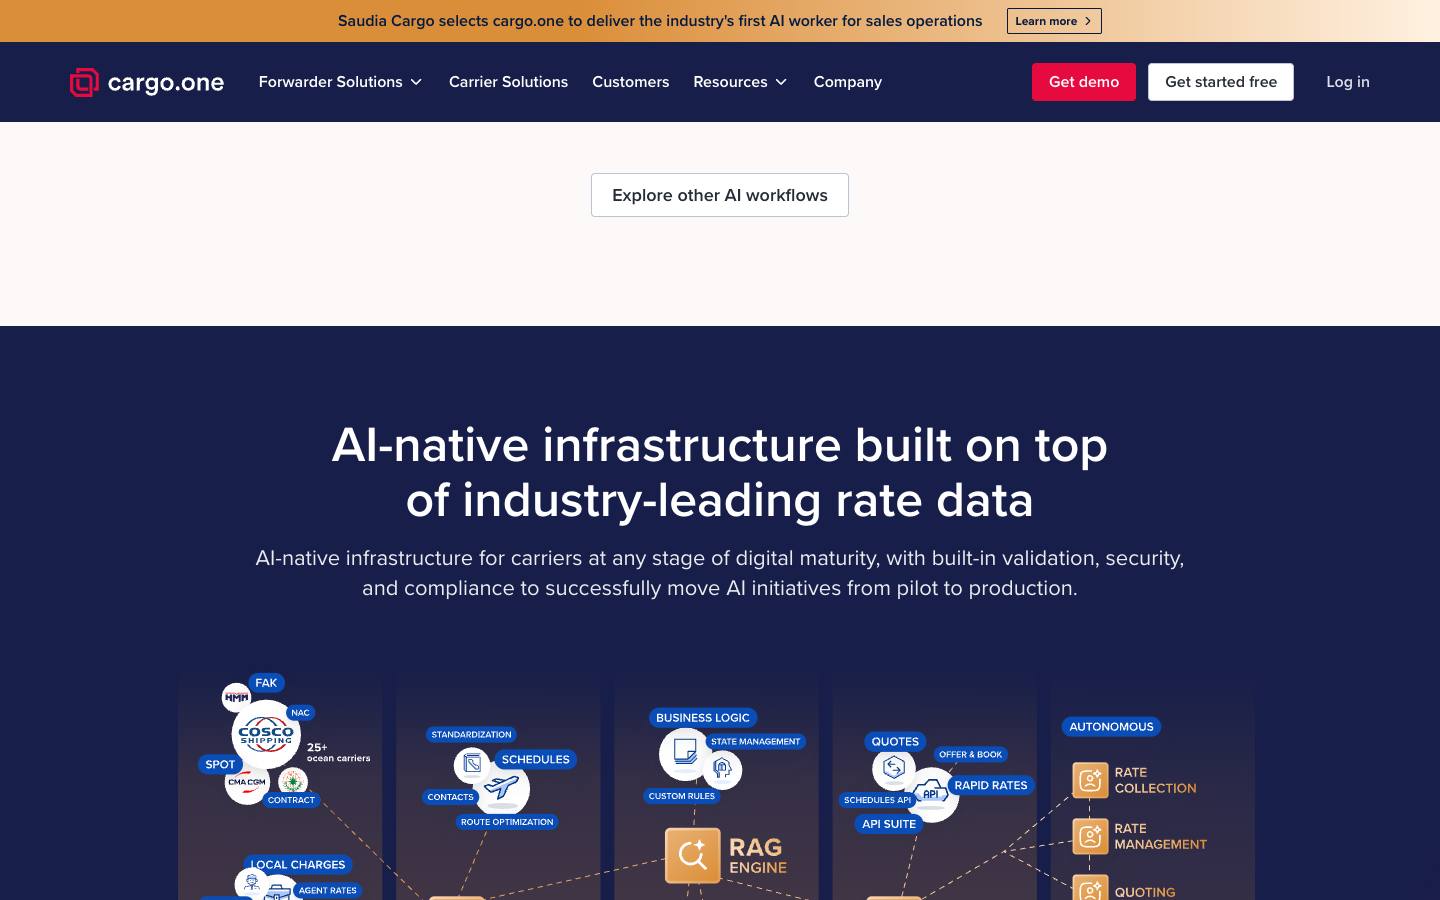 Saudia Cargo selects cargo.one to deliver the industry's first AI worker for sales operations
Learn more
cargo.one
Forwarder Solutions
Carrier Solutions
Customers
Resources
Company
Get demo
Get started free
Log in
Explore other AI workflows
AI-native infrastructure built on top
of industry-leading rate data
AI-native infrastructure for carriers at any stage of digital maturity, with built-in validation, security,
and compliance to successfully move AI initiatives from pilot to production.
FAK
HMM
NAC
COSCO
SHIPPING
25+
ocean carriers
SPOT
CMA CGM
CONTRACT
LOCAL CHARGES
AGENT RATES
STANDARDIZATION
SCHEDULES
CONTACTS
ROUTE OPTIMIZATION
BUSINESS LOGIC
STATE MANAGEMENT
CUSTOM RULES
RAG
ENGINE
QUOTES
OFFER & BOOK
RAPID RATES
API
SCHEDULES API
API SUITE
AUTONOMOUS
RATE
COLLECTION
RATE
MANAGEMENT
QUOTING